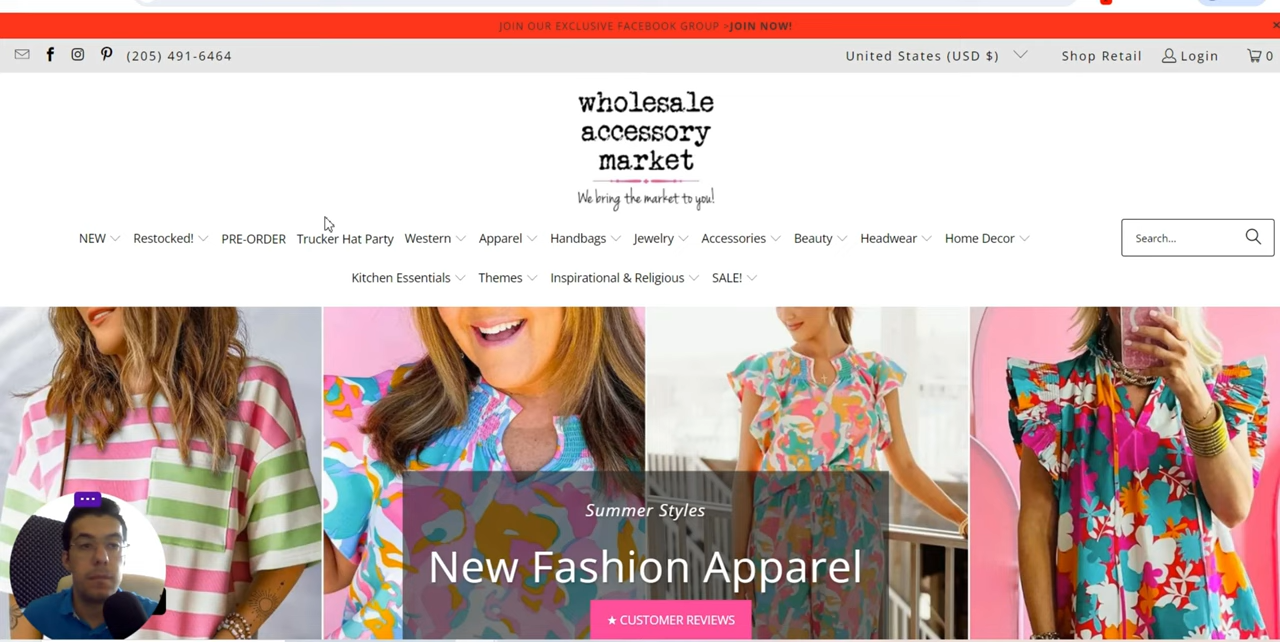 JOIN OUR EXCLUSIVE FACEBOOK GROUP >JOIN NOW!
(205) 491-6464 United States (USD $) Shop Retail Login 0
wholesale
accessory
market
We bring the market to you!
NEW Restocked! PRE-ORDER Trucker Hat Party Western Apparel Handbags Jewelry Accessories Beauty Headwear Home Decor Search...
Kitchen Essentials Themes Inspirational & Religious SALE!
Summer Styles
New Fashion Apparel
★ CUSTOMER REVIEWS